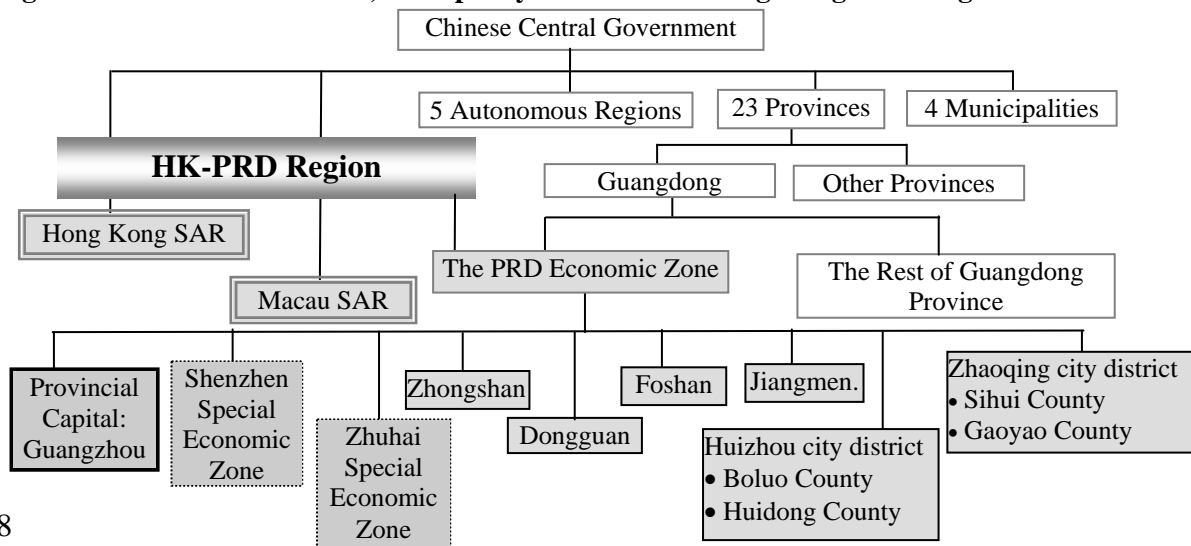 Chinese Central Government
5 Autonomous Regions
23 Provinces
4 Municipalities
HK-PRD Region
Guangdong
Other Provinces
Hong Kong SAR
The PRD Economic Zone
The Rest of Guangdong
Province
Macau SAR
Provincial
Capital:
Guangzhou
Shenzhen
Special
Economic
Zone
Zhuhai
Special
Economic
Zone
Zhongshan
Dongguan
Foshan
Jiangmen.
Huizhou city district
• Boluo County
• Huidong County
Zhaoqing city district
• Sihui County
• Gaoyao County
8